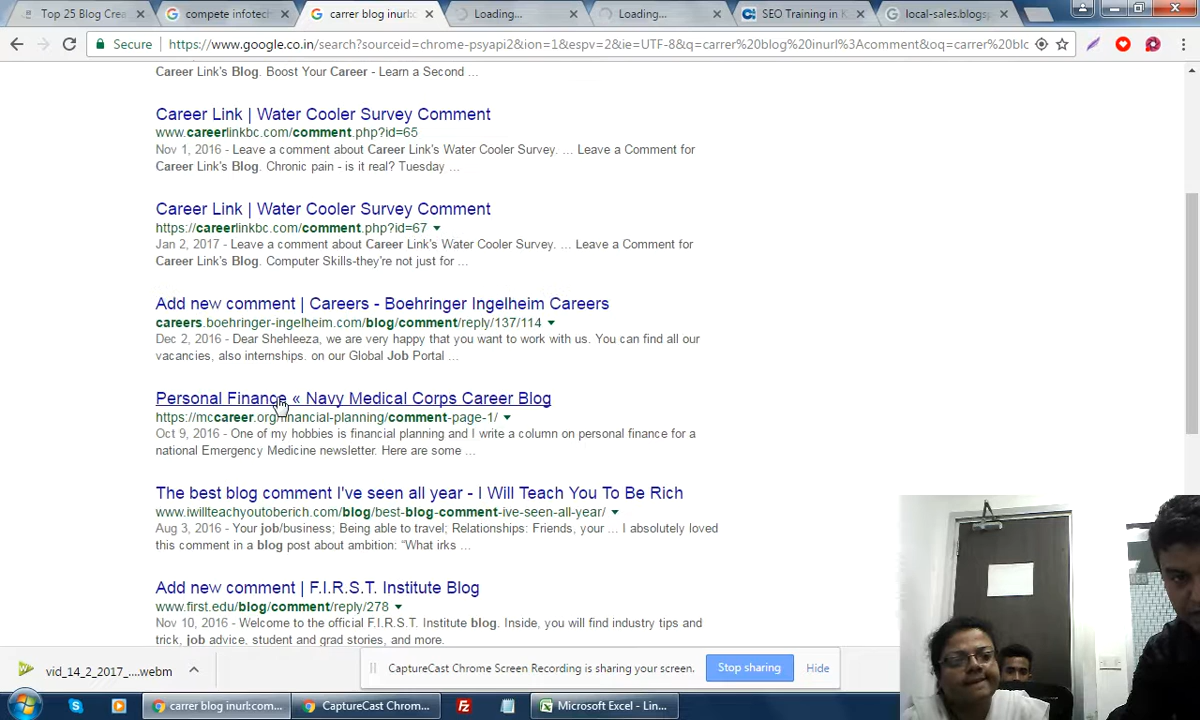 Top 25 Blog Crea
compete infotech
carrer blog inurl:
Loading...
Loading...
SEO Training in K
local-sales.blogsp
Secure
https://www.google.co.in/search?sourceid=chrome-psyapi2&ion=1&espv=2&ie=UTF-8&q=carrer%20blog%20inurl%3Acomment&oq=carrer%20blc
Career Link's Blog. Boost Your Career - Learn a Second ...
Career Link | Water Cooler Survey Comment
www.careerlinkbc.com/comment.php?id=65
Nov 1, 2016 - Leave a comment about Career Link's Water Cooler Survey. ... Leave a Comment for
Career Link's Blog. Chronic pain - is it real? Tuesday ...
Career Link | Water Cooler Survey Comment
https://careerlinkbc.com/comment.php?id=67
Jan 2, 2017 - Leave a comment about Career Link's Water Cooler Survey. ... Leave a Comment for
Career Link's Blog. Computer Skills-they're not just for ...
Add new comment | Careers - Boehringer Ingelheim Careers
careers.boehringer-ingelheim.com/blog/comment/reply/137/114
Dec 2, 2016 - Dear Shehleeza, we are very happy that you want to work with us. You can find all our
vacancies, also internships. on our Global Job Portal ...
Personal Finance « Navy Medical Corps Career Blog
https://mccareer.org/financial-planning/comment-page-1/
Oct 9, 2016 - One of my hobbies is financial planning and I write a column on personal finance for a
national Emergency Medicine newsletter. Here are some ...
The best blog comment I've seen all year - I Will Teach You To Be Rich
www.iwillteachyoutoberich.com/blog/best-blog-comment-ive-seen-all-year/
Aug 3, 2016 - Your job/business; Being able to travel; Relationships: Friends, your ... I absolutely loved
this comment in a blog post about ambition: "What irks ...
Add new comment | F.I.R.S.T. Institute Blog
www.first.edu/blog/comment/reply/278
Nov 10, 2016 - Welcome to the official F.I.R.S.T. Institute blog. Inside, you will find industry tips and
trick, job advice, student and grad stories, and more.
vid_14_2_2017_....webm
CaptureCast Chrome Screen Recording is sharing your screen.
Stop sharing
Hide
carrer blog inurl:com...
CaptureCast Chrom...
Microsoft Excel - Lin...